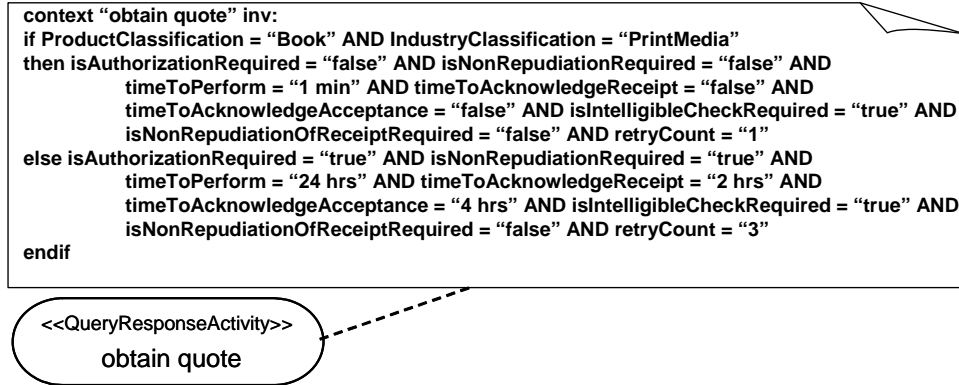 context “obtain quote” inv:
if ProductClassification = “Book” AND IndustryClassification = “PrintMedia”
then isAuthorizationRequired = “false” AND isNonRepudiationRequired = “false” AND
timeToPerform = “1 min” AND timeToAcknowledgeReceipt = “false” AND
timeToAcknowledgeAcceptance = “false” AND isIntelligibleCheckRequired = “true” AND
isNonRepudiationOfReceiptRequired = “false” AND retryCount = “1”
else isAuthorizationRequired = “true” AND isNonRepudiationRequired = “true” AND
timeToPerform = “24 hrs” AND timeToAcknowledgeReceipt = “2 hrs” AND
timeToAcknowledgeAcceptance = “4 hrs” AND isIntelligibleCheckRequired = “true” AND
isNonRepudiationOfReceiptRequired = “false” AND retryCount = “3”
endif
<<QueryResponseActivity>>
obtain quote